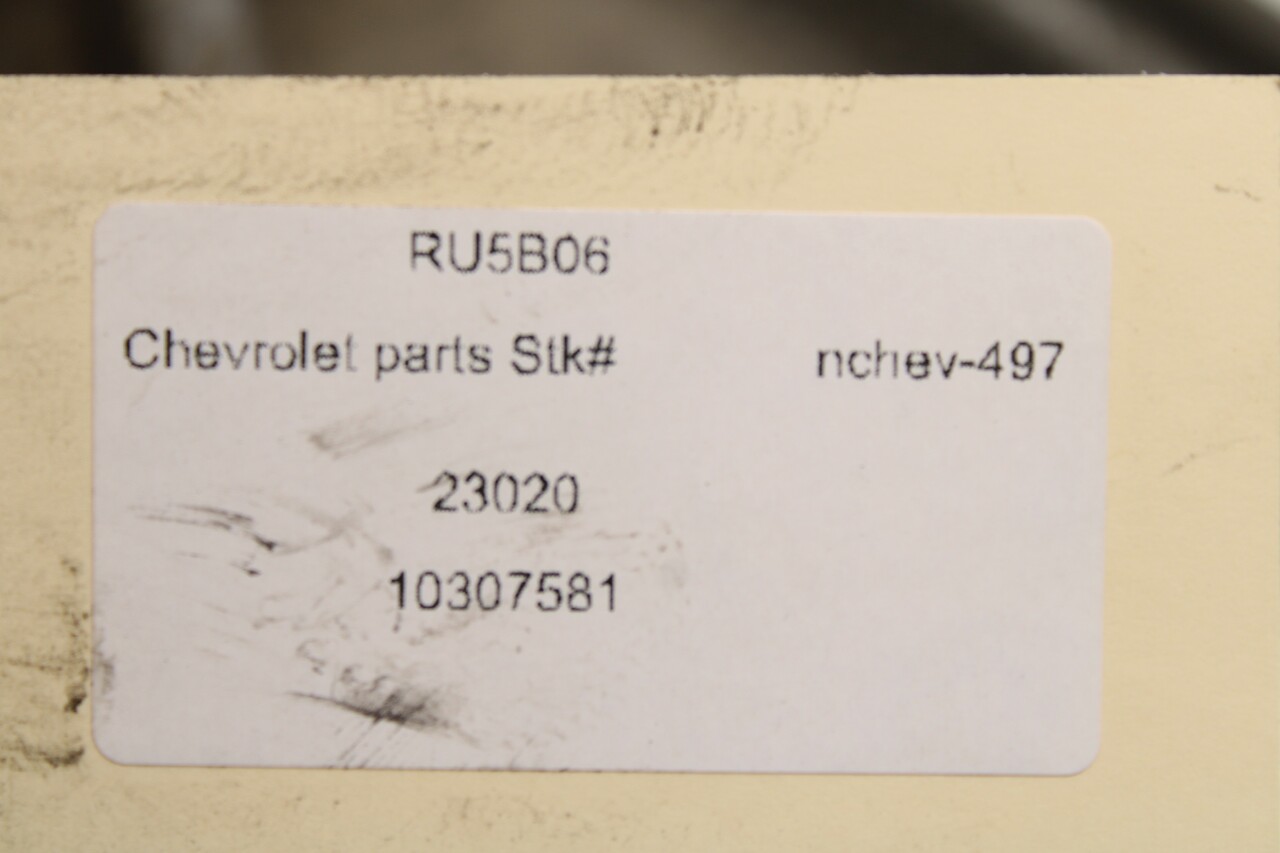 RU5B06
Chevrolet parts Stk# nchev-497
23020
10307581